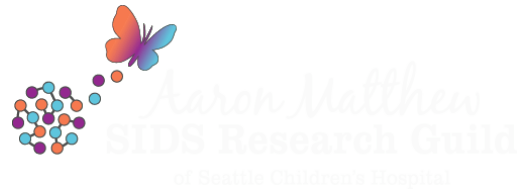 Aaron Matthew
SIDS Research Guild
of Seattle Children's Hospital